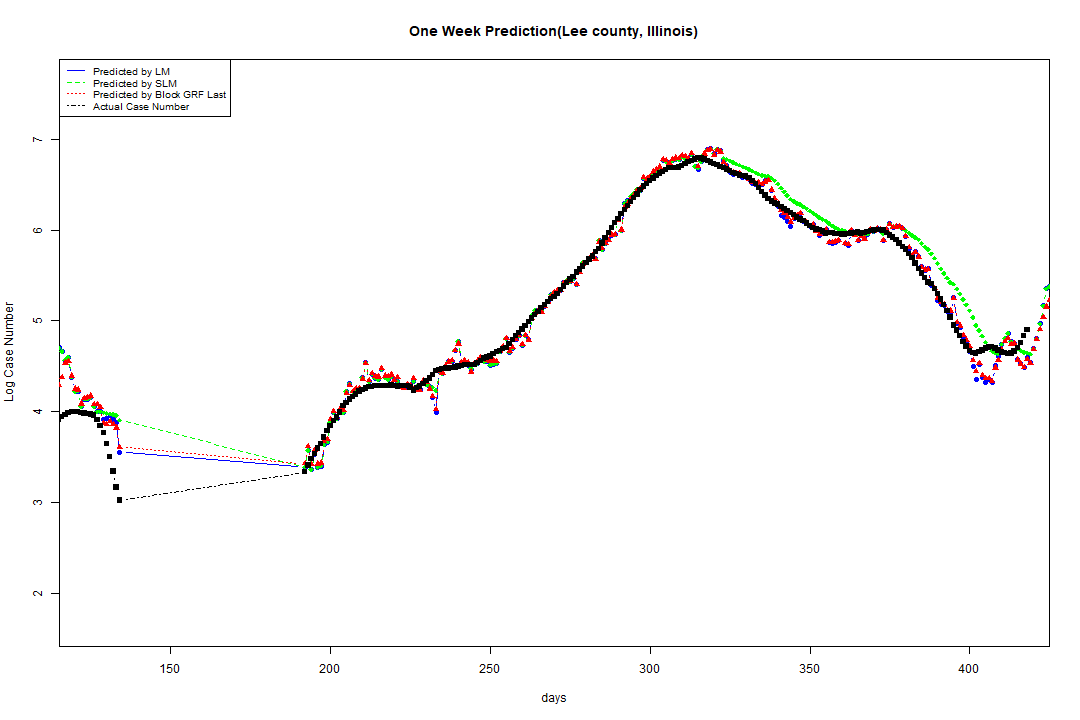 One Week Prediction(Lee county, Illinois)
Predicted by LM
Predicted by SLM
Predicted by Block GRF Last
Actual Case Number
7
6
5
4
3
2
Log Case Number
150 200 250 300 350 400
days